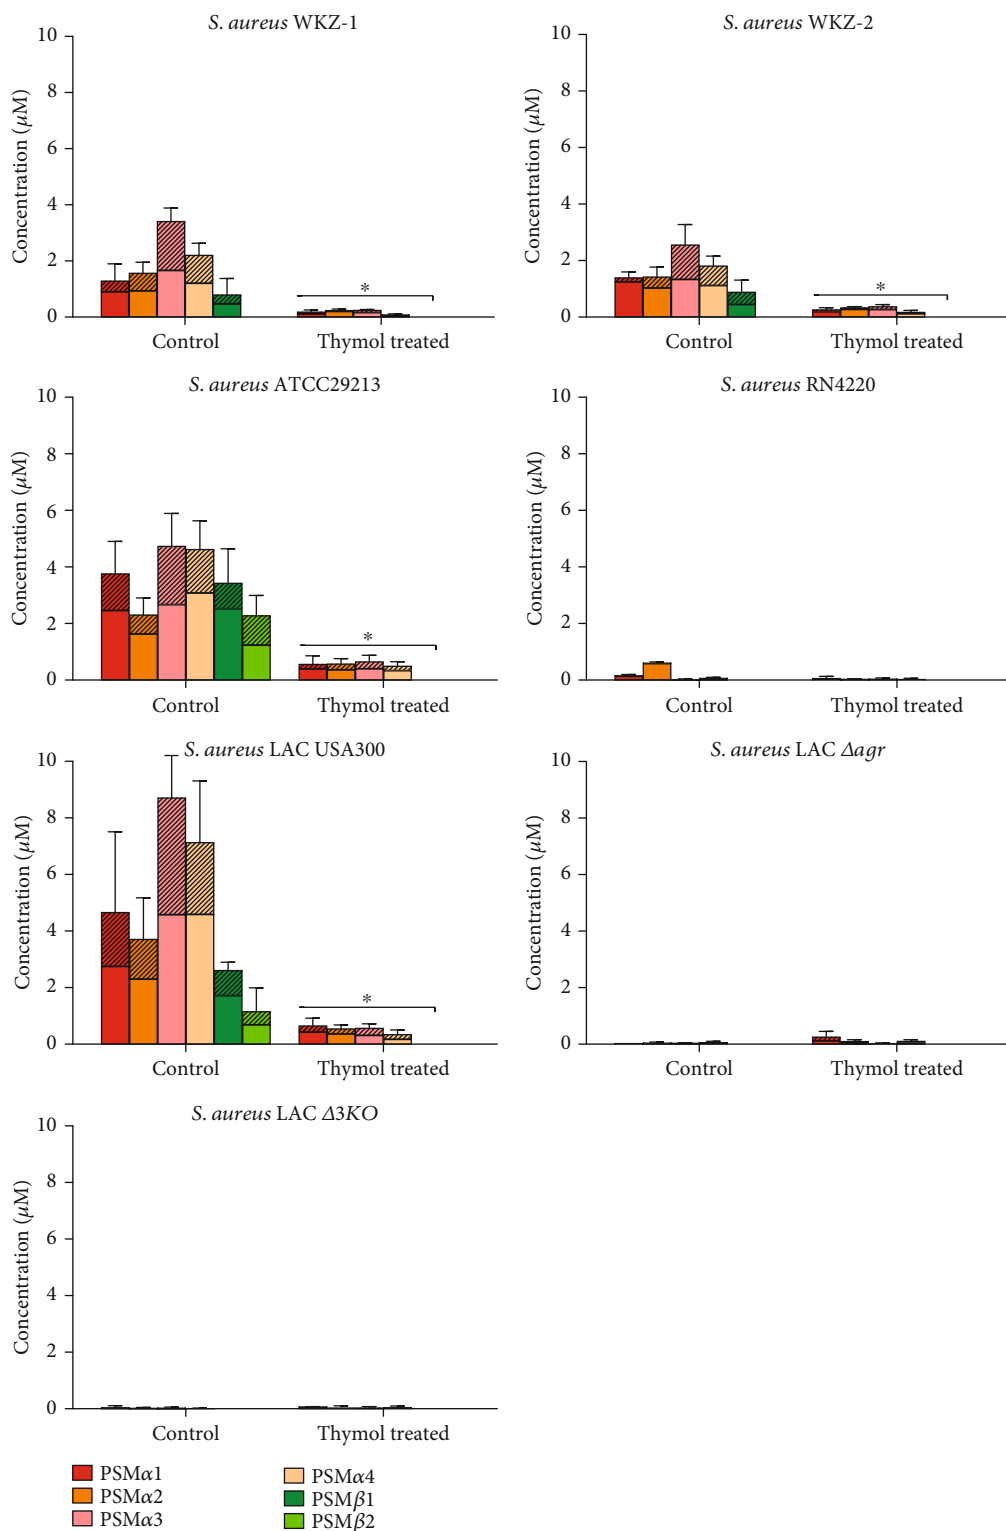 S. aureus WKZ-1
Concentration (μM)
10
8
6
4
2
0
*
Control
Thymol treated
S. aureus WKZ-2
Concentration (μM)
10
8
6
4
2
0
*
Control
Thymol treated
S. aureus ATCC29213
Concentration (μM)
10
8
6
4
2
0
*
Control
Thymol treated
S. aureus RN4220
Concentration (μM)
10
8
6
4
2
0
Control
Thymol treated
S. aureus LAC USA300
Concentration (μM)
10
8
6
4
2
0
*
Control
Thymol treated
S. aureus LAC Δagr
Concentration (μM)
10
8
6
4
2
0
Control
Thymol treated
S. aureus LAC Δ3KO
Concentration (μM)
10
8
6
4
2
0
Control
Thymol treated
PSMα1
PSMα2
PSMα3
PSMα4
PSMβ1
PSMβ2